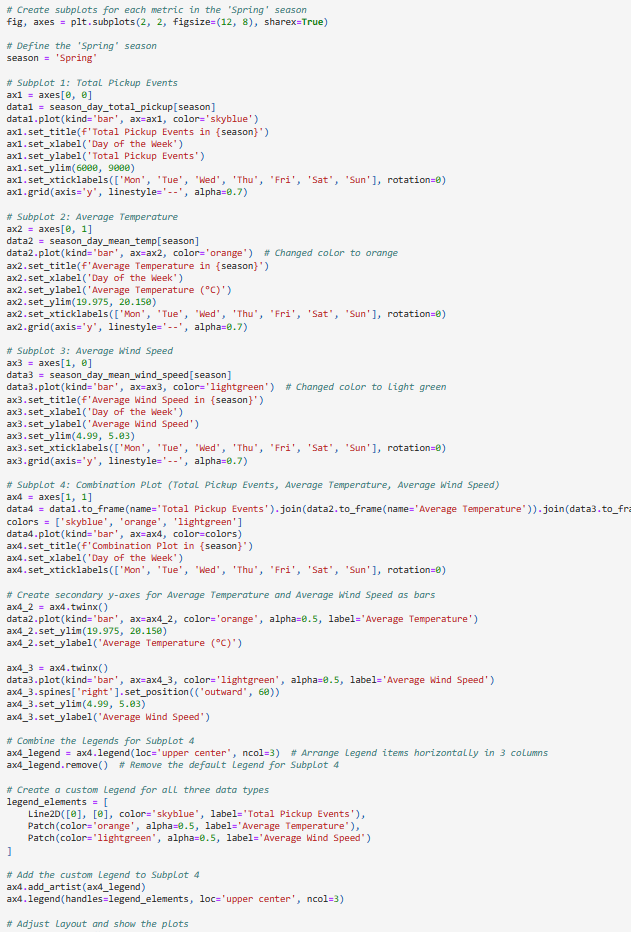 # Create subplots for each metric in the 'Spring' season
fig, axes = plt.subplots(2, 2, figsize=(12, 8), sharex=True)

# Define the 'Spring' season
season = 'Spring'

# Subplot 1: Total Pickup Events
ax1 = axes[0, 0]
data1 = season_day_total_pickup[season]
data1.plot(kind='bar', ax=ax1, color='skyblue')
ax1.set_title(f'Total Pickup Events in {season}')
ax1.set_xlabel('Day of the Week')
ax1.set_ylabel('Total Pickup Events')
ax1.set_ylim(6000, 9000)
ax1.set_xticklabels(['Mon', 'Tue', 'Wed', 'Thu', 'Fri', 'Sat', 'Sun'], rotation=0)
ax1.grid(axis='y', linestyle='--', alpha=0.7)

# Subplot 2: Average Temperature
ax2 = axes[0, 1]
data2 = season_day_mean_temp[season]
data2.plot(kind='bar', ax=ax2, color='orange')  # Changed color to orange
ax2.set_title(f'Average Temperature in {season}')
ax2.set_xlabel('Day of the Week')
ax2.set_ylabel('Average Temperature (°C)')
ax2.set_ylim(19.975, 20.150)
ax2.set_xticklabels(['Mon', 'Tue', 'Wed', 'Thu', 'Fri', 'Sat', 'Sun'], rotation=0)
ax2.grid(axis='y', linestyle='--', alpha=0.7)

# Subplot 3: Average Wind Speed
ax3 = axes[1, 0]
data3 = season_day_mean_wind_speed[season]
data3.plot(kind='bar', ax=ax3, color='lightgreen')  # Changed color to light green
ax3.set_title(f'Average Wind Speed in {season}')
ax3.set_xlabel('Day of the Week')
ax3.set_ylabel('Average Wind Speed')
ax3.set_ylim(4.99, 5.03)
ax3.set_xticklabels(['Mon', 'Tue', 'Wed', 'Thu', 'Fri', 'Sat', 'Sun'], rotation=0)
ax3.grid(axis='y', linestyle='--', alpha=0.7)

# Subplot 4: Combination Plot (Total Pickup Events, Average Temperature, Average Wind Speed)
ax4 = axes[1, 1]
data4 = data1.to_frame(name='Total Pickup Events').join(data2.to_frame(name='Average Temperature')).join(data3.to_fra
colors = ['skyblue', 'orange', 'lightgreen']
data4.plot(kind='bar', ax=ax4, color=colors)
ax4.set_title(f'Combination Plot in {season}')
ax4.set_xlabel('Day of the Week')
ax4.set_xticklabels(['Mon', 'Tue', 'Wed', 'Thu', 'Fri', 'Sat', 'Sun'], rotation=0)

# Create secondary y-axes for Average Temperature and Average Wind Speed as bars
ax4_2 = ax4.twinx()
data2.plot(kind='bar', ax=ax4_2, color='orange', alpha=0.5, label='Average Temperature')
ax4_2.set_ylim(19.975, 20.150)
ax4_2.set_ylabel('Average Temperature (°C)')

ax4_3 = ax4.twinx()
data3.plot(kind='bar', ax=ax4_3, color='lightgreen', alpha=0.5, label='Average Wind Speed')
ax4_3.spines['right'].set_position(('outward', 60))
ax4_3.set_ylim(4.99, 5.03)
ax4_3.set_ylabel('Average Wind Speed')

# Combine the legends for Subplot 4
ax4_legend = ax4.legend(loc='upper center', ncol=3)  # Arrange legend items horizontally in 3 columns
ax4_legend.remove()  # Remove the default legend for Subplot 4

# Create a custom legend for all three data types
legend_elements = [
    Line2D([0], [0], color='skyblue', label='Total Pickup Events'),
    Patch(color='orange', alpha=0.5, label='Average Temperature'),
    Patch(color='lightgreen', alpha=0.5, label='Average Wind Speed')
]

# Add the custom legend to Subplot 4
ax4.add_artist(ax4_legend)
ax4.legend(handles=legend_elements, loc='upper center', ncol=3)

# Adjust layout and show the plots